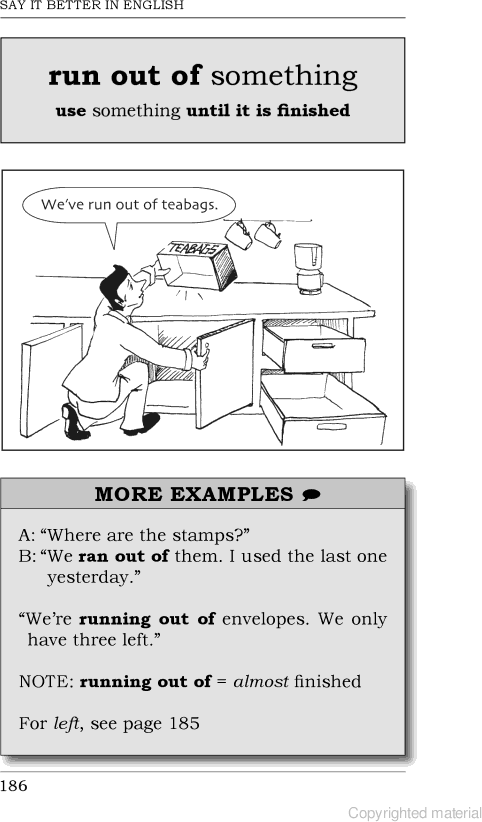 SAY IT BETTER IN ENGLISH
run out of something
use something until it is finished
We've run out of teabags.
TEABAGS
MORE EXAMPLES
A: “Where are the stamps?”
B: “We ran out of them. I used the last one
yesterday.”
“We're running out of envelopes. We only
have three left.”
NOTE: running out of = almost finished
For left, see page 185
186
Copyrighted material